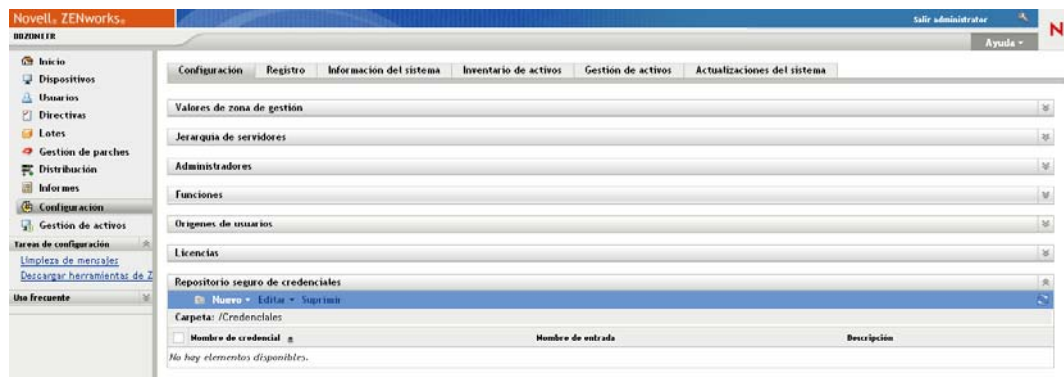 Novell® ZENworks®
Salir administrator
N
Ayuda
Inicio
Dispositivos
Usuarios
Directivas
Lotes
Gestión de parches
Distribución
Informes
Configuración
Gestión de activos
Tareas de configuración
Limpieza de mensajes
Descargar herramientas de Z
Uso frecuente
Configuración Registro Información del sistema Inventario de activos Gestión de activos Actualizaciones del sistema
Valores de zona de gestión
Jerarquía de servidores
Administradores
Funciones
Orígenes de usuarios
Licencias
Repositorio seguro de credenciales
Nuevo Editar Suprimir
Carpeta: /Credenciales
Nombre de credencial Nombre de entrada Descripción
No hay elementos disponibles.